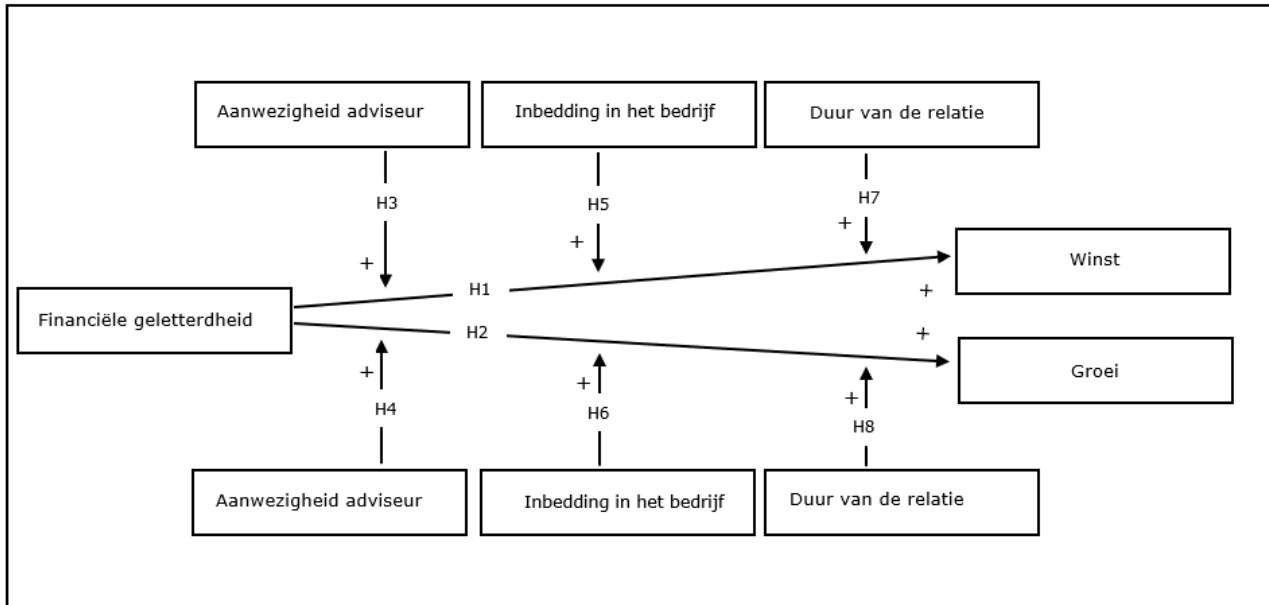 Aanwezigheid adviseur
Inbedding in het bedrijf
Duur van de relatie
H3
H5
H7
+
+
+
Winst
H1
+
Financiële geletterdheid
H2
+
Groei
+
+
+
H4
H6
H8
Aanwezigheid adviseur
Inbedding in het bedrijf
Duur van de relatie